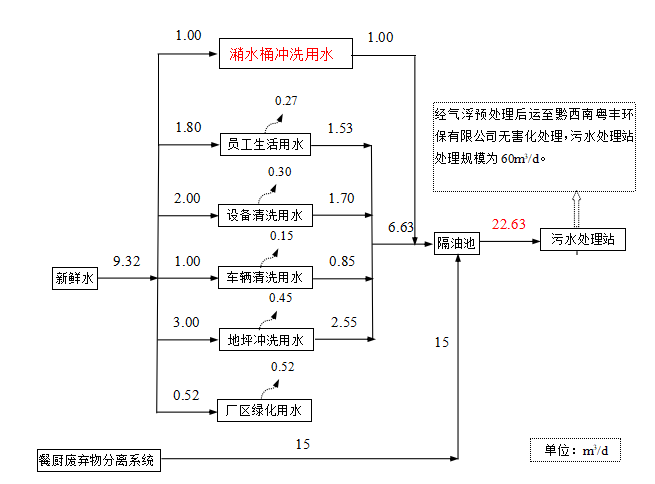 1.00
潲水桶冲洗用水
1.00
0.27
1.80
员工生活用水
1.53
经气浮预处理后运至黔西南粤丰环
保有限公司无害化处理，污水处理站
处理规模为60m³/d。
0.30
2.00
设备清洗用水
1.70
6.63
隔油池
22.63
污水处理站
0.15
新鲜水
9.32
1.00
车辆清洗用水
0.85
0.45
3.00
地坪冲洗用水
2.55
15
0.52
0.52
厂区绿化用水
15
餐厨废弃物分离系统
单位：m³/d